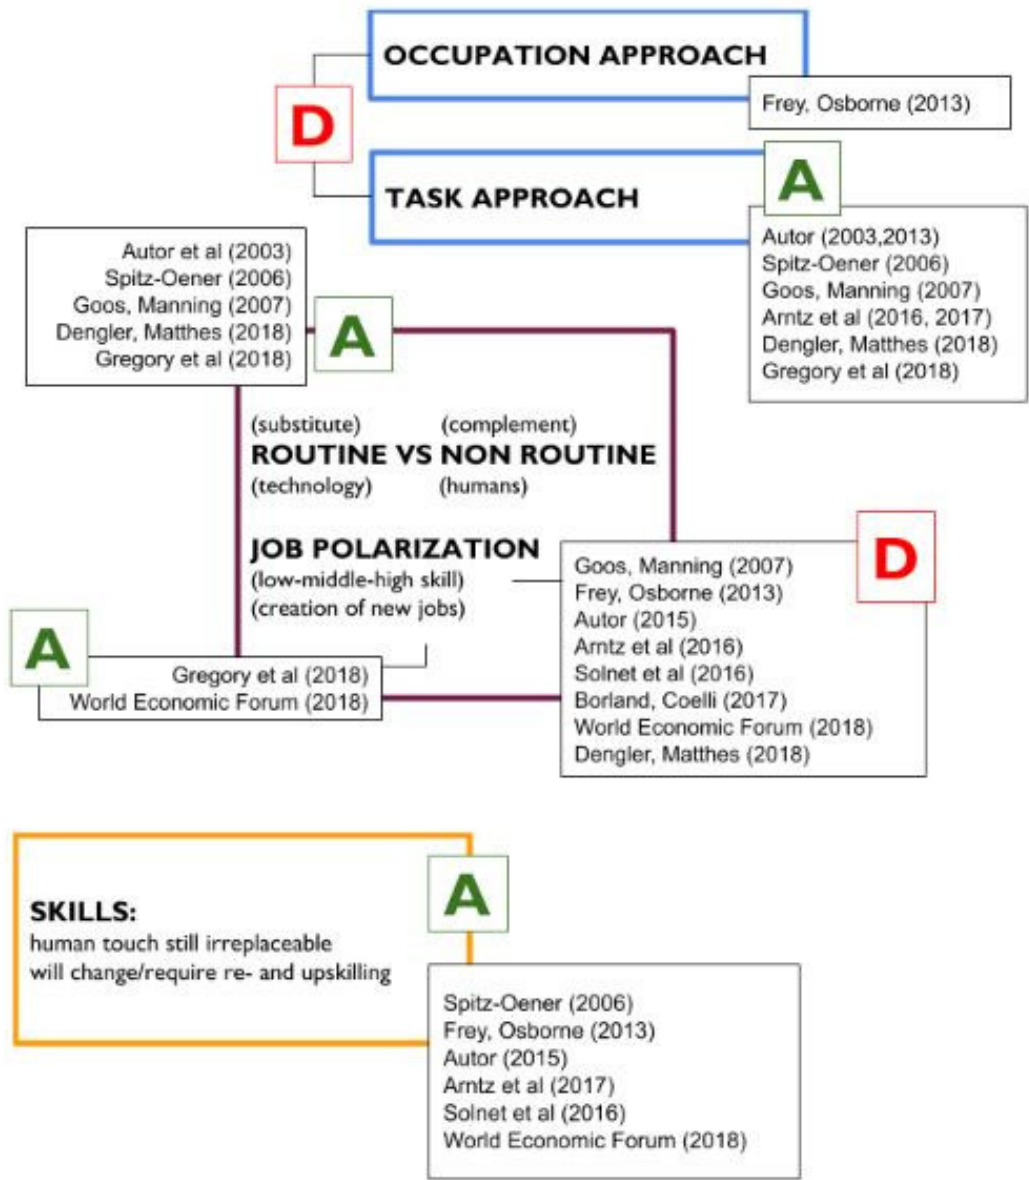 OCCUPATION APPROACH
Frey, Osborne (2013)
D
TASK APPROACH
A
Autor (2003,2013)
Spitz-Oener (2006)
Goos, Manning (2007)
Arntz et al (2016, 2017)
Dengler, Matthes (2018)
Gregory et al (2018)
Autor et al (2003)
Spitz-Oener (2006)
Goos, Manning (2007)
Dengler, Matthes (2018)
Gregory et al (2018)
A
(substitute) (complement)
ROUTINE VS NON ROUTINE
(technology) (humans)
JOB POLARIZATION
(low-middle-high skill)
(creation of new jobs)
D
Goos, Manning (2007)
Frey, Osborne (2013)
Autor (2015)
Arntz et al (2016)
Solnet et al (2016)
Borland, Coelli (2017)
World Economic Forum (2018)
Dengler, Matthes (2018)
A
Gregory et al (2018)
World Economic Forum (2018)
SKILLS:
human touch still irreplaceable
will change/require re- and upskilling
A
Spitz-Oener (2006)
Frey, Osborne (2013)
Autor (2015)
Arntz et al (2017)
Solnet et al (2016)
World Economic Forum (2018)